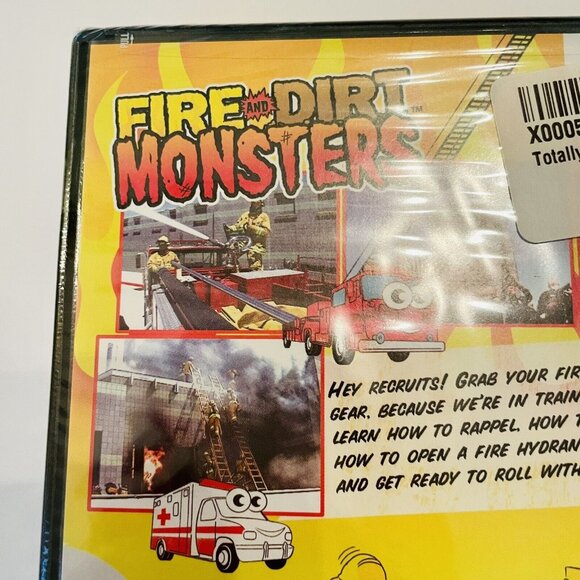 FIRE AND DIRT™
MONSTERS
X0005
Totally
HEY RECRUITS! GRAB YOUR FIR
GEAR, BECAUSE WE'RE IN TRAIN
LEARN HOW TO RAPPEL, HOW T
HOW TO OPEN A FIRE HYDRAN
AND GET READY TO ROLL WITH